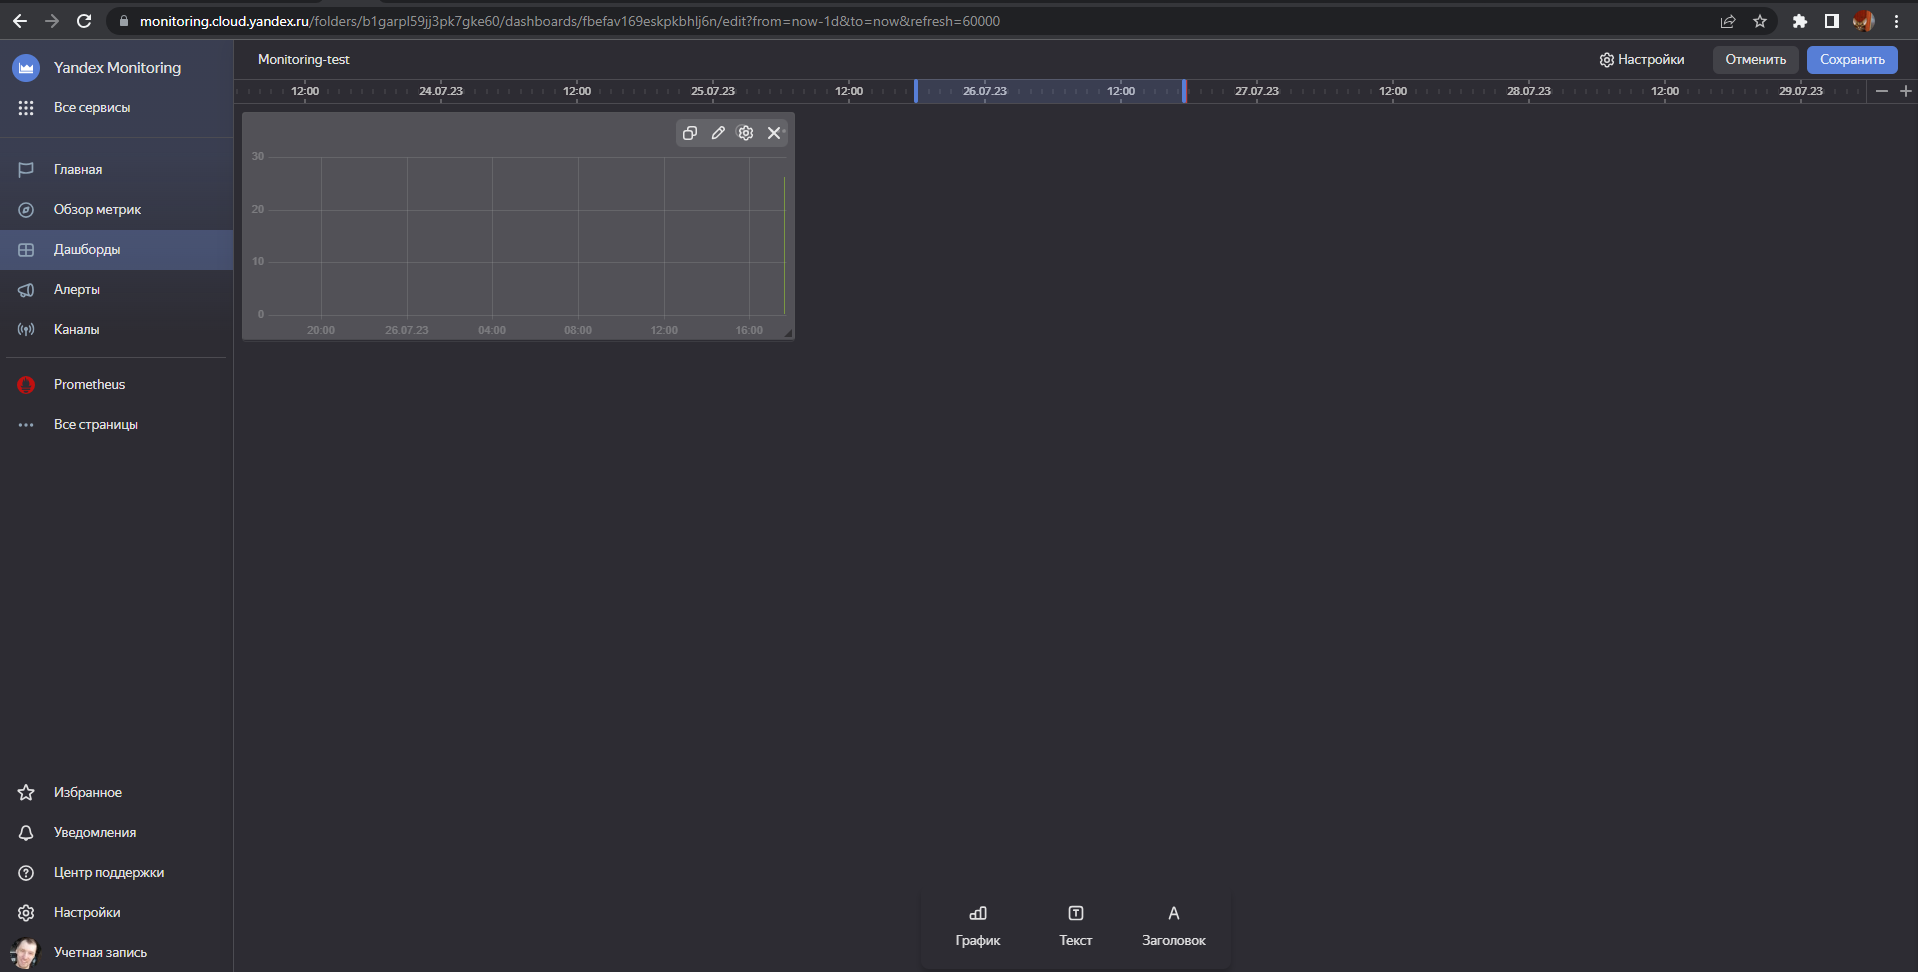 monitoring.cloud.yandex.ru/folders/b1garpl59jj3pk7gke60/dashboards/fbefav169eskpkbhlj6n/edit?from=now-1d&to=now&refresh=60000
Yandex Monitoring
Все сервисы
Главная
Обзор метрик
Дашборды
Алерты
Каналы
Prometheus
Все страницы
Избранное
Уведомления
Центр поддержки
Настройки
Учетная запись
Monitoring-test
Настройки
Отменить
Сохранить
12:00 24.07.23 12:00 25.07.23 12:00 26.07.23 12:00 27.07.23 12:00 28.07.23 12:00 29.07.23
30
20
10
0
20:00 26.07.23 04:00 08:00 12:00 16:00
График
Текст
Заголовок